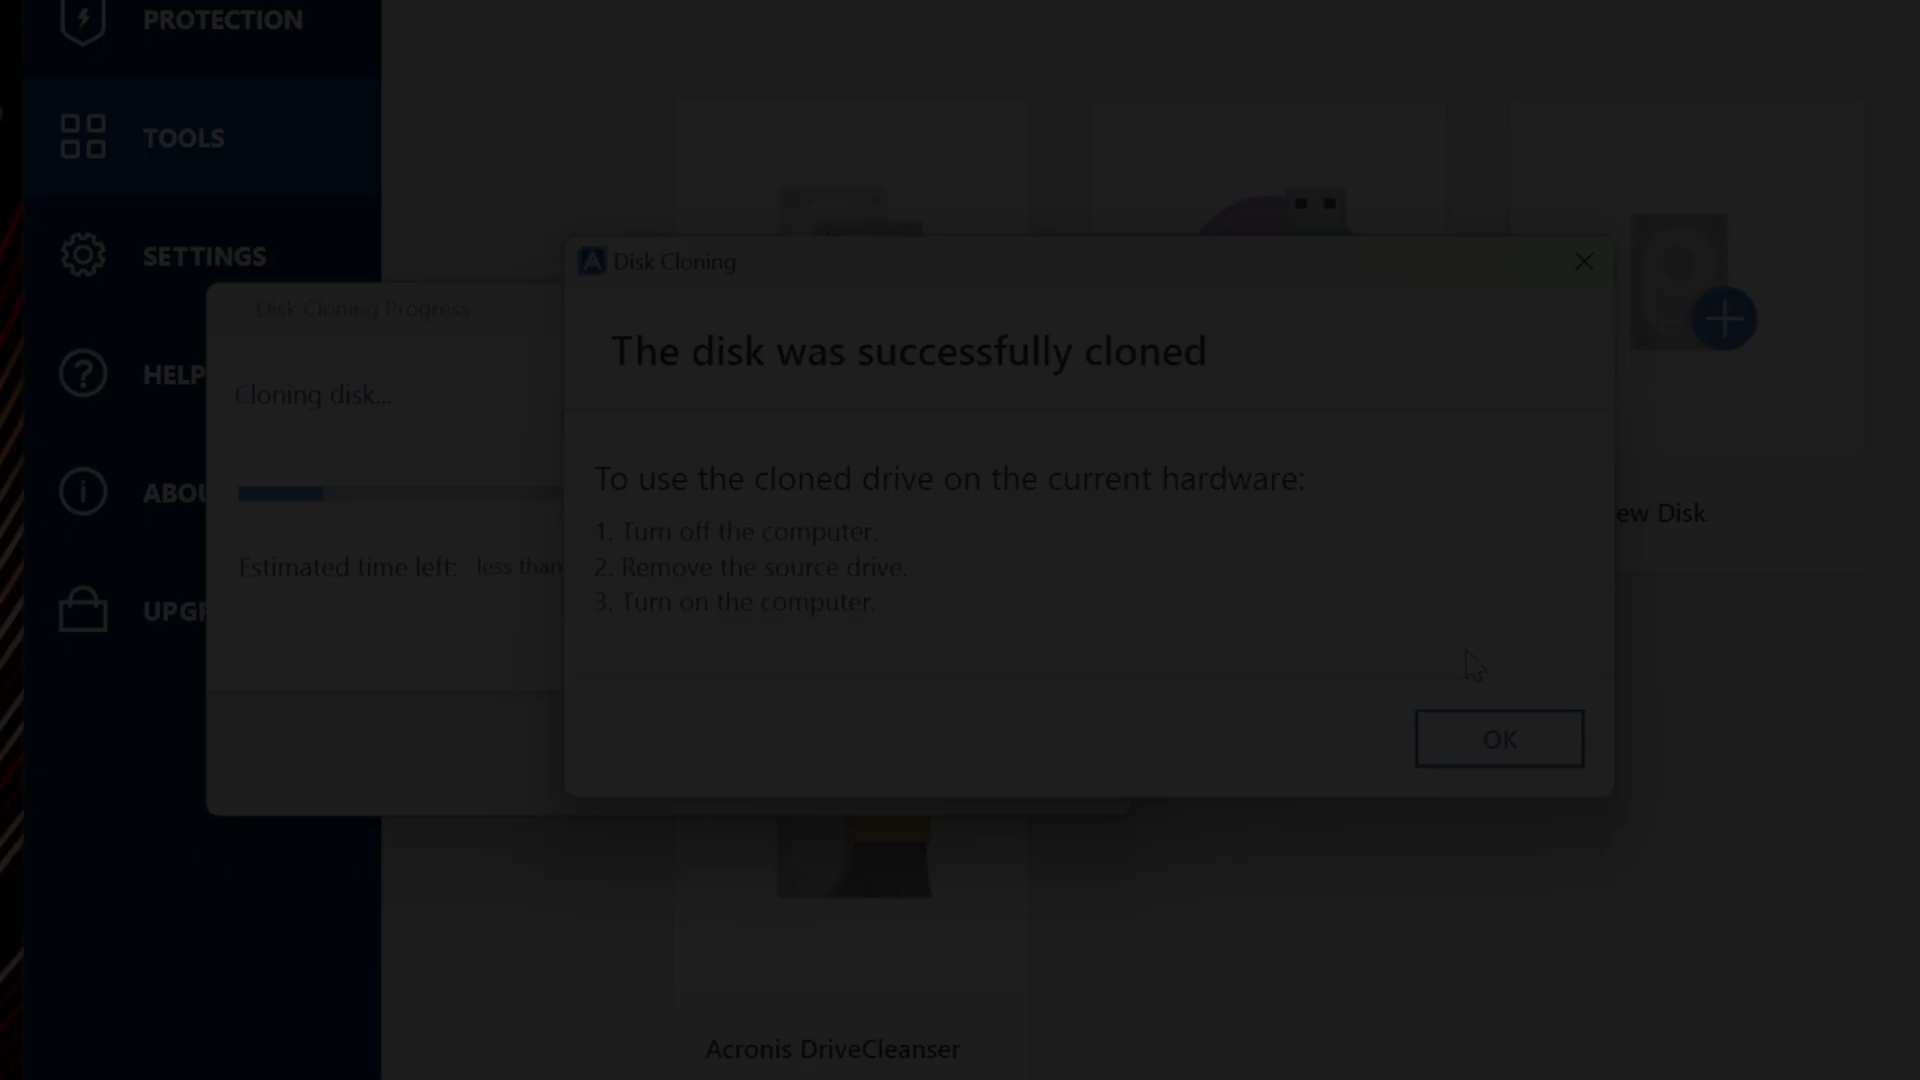 PROTECTION
TOOLS
SETTINGS
HELP
ABOU
UPGR
Disk Cloning Progress
Cloning disk...
Estimated time left: less than
Disk Cloning
The disk was successfully cloned
To use the cloned drive on the current hardware:
1. Turn off the computer.
2. Remove the source drive.
3. Turn on the computer.
OK
ew Disk
Acronis DriveCleanser